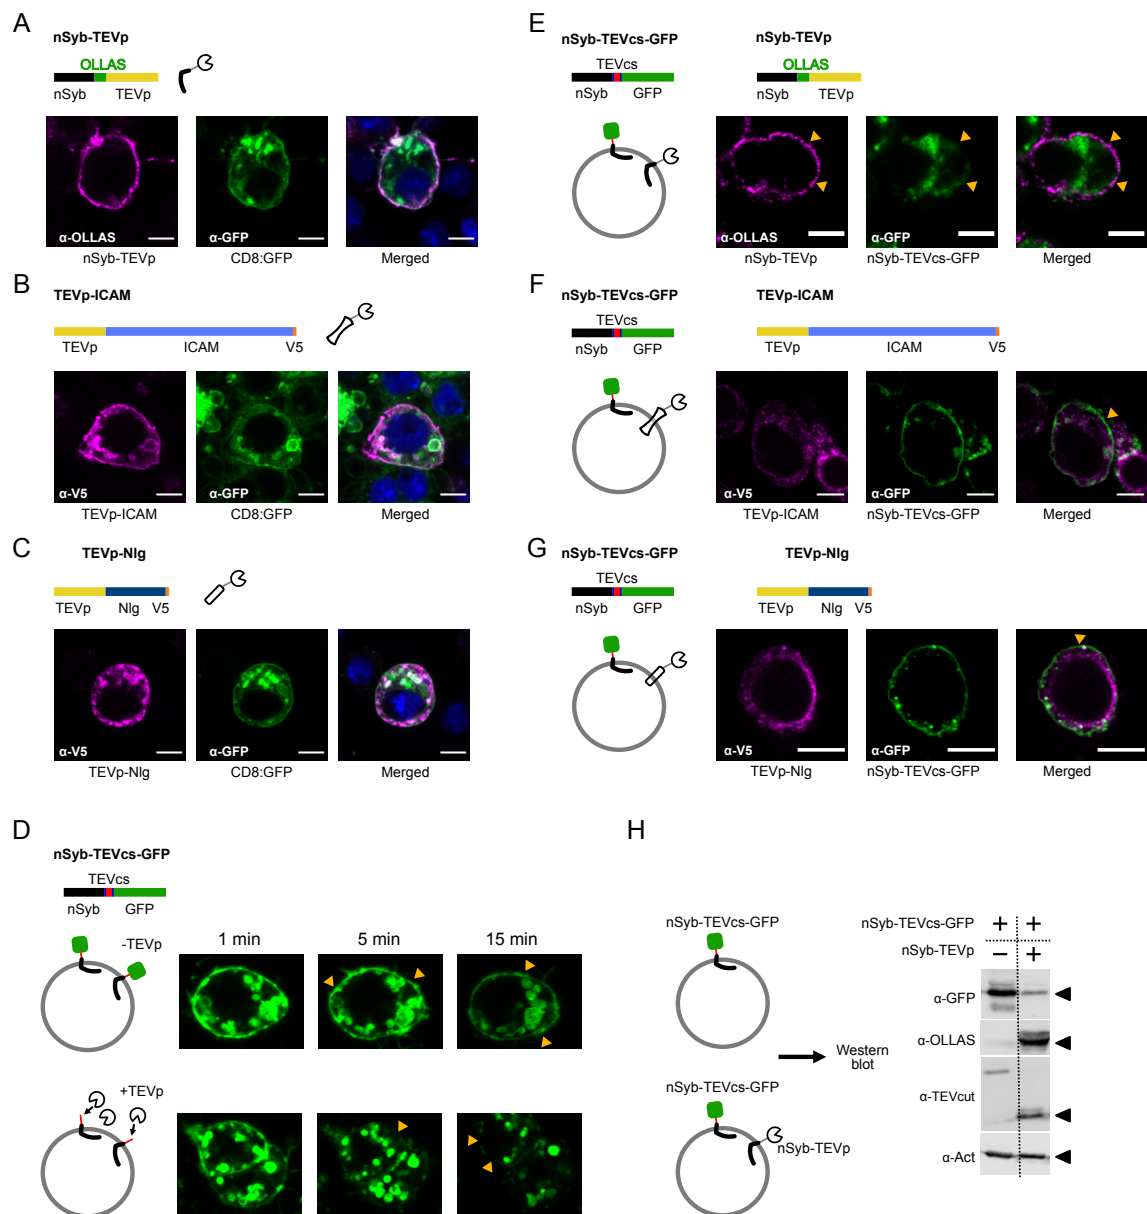 A
nSyb-TEVp
OLLAS
nSyb TEVp
α-OLLAS α-GFP
nSyb-TEVp CD8:GFP Merged
B
TEVp-ICAM
TEVp ICAM V5
α-V5 α-GFP
TEVp-ICAM CD8:GFP Merged
C
TEVp-Nlg
TEVp Nlg V5
α-V5 α-GFP
TEVp-Nlg CD8:GFP Merged
D
nSyb-TEVcs-GFP
TEVcs
nSyb GFP
-TEVp 1 min 5 min 15 min
+TEVp
E
nSyb-TEVcs-GFP nSyb-TEVp
TEVcs OLLAS
nSyb GFP nSyb TEVp
α-OLLAS α-GFP
nSyb-TEVp nSyb-TEVcs-GFP Merged
F
nSyb-TEVcs-GFP TEVp-ICAM
TEVcs
nSyb GFP TEVp ICAM V5
α-V5 α-GFP
TEVp-ICAM nSyb-TEVcs-GFP Merged
G
nSyb-TEVcs-GFP TEVp-Nlg
TEVcs
nSyb GFP TEVp Nlg V5
α-V5 α-GFP
TEVp-Nlg nSyb-TEVcs-GFP Merged
H
nSyb-TEVcs-GFP
nSyb-TEVcs-GFP
nSyb-TEVp
Western
blot
nSyb-TEVcs-GFP + +
nSyb-TEVp − +
α-GFP
α-OLLAS
α-TEVcut
α-Act